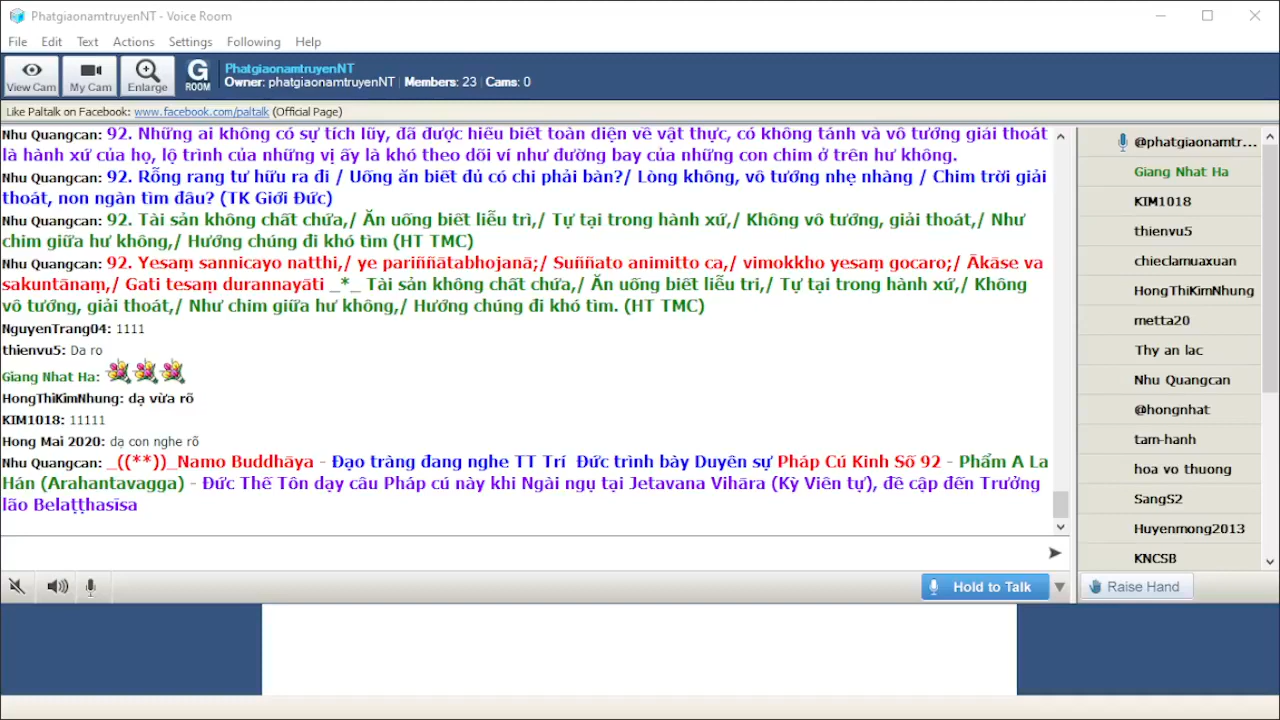 PhatgiaonamtruyenNT - Voice Room
File Edit Text Actions Settings Following Help
View Cam My Cam Enlarge G ROOM
PhatgiaonamtruyenNT
Owner: phatgiaonamtruyenNT | Members: 23 | Cams: 0
Like Paltalk on Facebook: www.facebook.com/paltalk (Official Page)
Nhu Quangcan: 92. Những ai không có sự tích lũy, đã được hiểu biết toàn diện về vật thực, có không tánh và vô tướng giải thoát
là hành xứ của họ, lộ trình của những vị ấy là khó theo dõi ví như đường bay của những con chim ở trên hư không.
Nhu Quangcan: 92. Rỗng rang tư hữu ra đi / Uống ăn biết đủ có chi phải bàn?/ Lòng không, vô tướng nhẹ nhàng / Chim trời giải
thoát, non ngàn tìm đâu? (TK Giới Đức)
Nhu Quangcan: 92. Tài sản không chất chứa,/ Ăn uống biết liễu tri,/ Tự tại trong hành xứ,/ Không vô tướng, giải thoát,/ Như
chim giữa hư không,/ Hướng chúng đi khó tìm (HT TMC)
Nhu Quangcan: 92. Yesaṃ sannicayo natthi,/ ye pariññātabhojanā;/ Suññato animitto ca,/ vimokkho yesaṃ gocaro;/ Ākāse va
sakuntānaṃ,/ Gati tesaṃ durannayāti _*_ Tài sản không chất chứa,/ Ăn uống biết liễu tri,/ Tự tại trong hành xứ,/ Không
vô tướng, giải thoát,/ Như chim giữa hư không,/ Hướng chúng đi khó tìm. (HT TMC)
NguyenTrang04: 1111
thienvu5: Da ro
Giang Nhat Ha:
HongThiKimNhung: dạ vừa rõ
KIM1018: 11111
Hong Mai 2020: dạ con nghe rõ
Nhu Quangcan: _((**))_Namo Buddhāya - Đạo tràng đang nghe TT Trí Đức trình bày Duyên sự Pháp Cú Kinh Số 92 - Phẩm A La
Hán (Arahantavagga) - Đức Thế Tôn dạy câu Pháp cú này khi Ngài ngụ tại Jetavana Vihāra (Kỳ Viên tự), đề cập đến Trưởng
lão Belaṭṭhasīsa
Hold to Talk
@phatgiaonamtr...
Giang Nhat Ha
KIM1018
thienvu5
chieclamuaxuan
HongThiKimNhung
metta20
Thy an lac
Nhu Quangcan
@hongnhat
tam-hanh
hoa vo thuong
SangS2
Huyenmong2013
KNCSB
Raise Hand